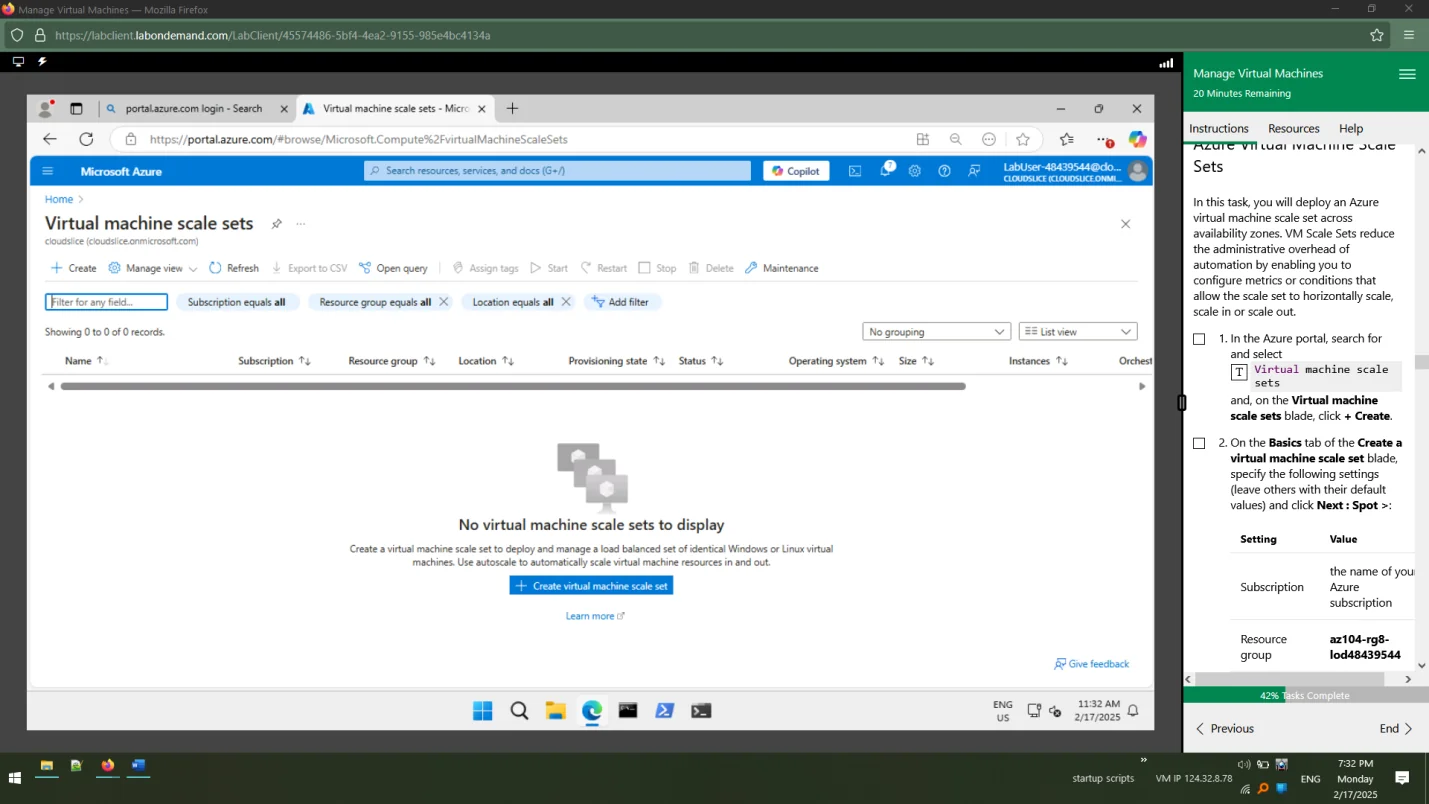 Manage Virtual Machines — Mozilla Firefox
https://labclient.labondemand.com/LabClient/45574486-5bf4-4ea2-9155-985e4bc4134a
portal.azure.com login - Search
Virtual machine scale sets - Micro
https://portal.azure.com/#browse/Microsoft.Compute%2FvirtualMachineScaleSets
Microsoft Azure
Search resources, services, and docs (G+/)
Copilot
7
LabUser-48439544@clo...
CLOUDSLICE (CLOUDSLICE.ONMI...
Home >
Virtual machine scale sets
...
cloudslice (cloudslice.onmicrosoft.com)
Create
Manage view
Refresh
Export to CSV
Open query
Assign tags
Start
Restart
Stop
Delete
Maintenance
Filter for any field...
Subscription equals all
Resource group equals all
Location equals all
Add filter
Showing 0 to 0 of 0 records.
No grouping
List view
Name
Subscription
Resource group
Location
Provisioning state
Status
Operating system
Size
Instances
Orchest
No virtual machine scale sets to display
Create a virtual machine scale set to deploy and manage a load balanced set of identical Windows or Linux virtual
machines. Use autoscale to automatically scale virtual machine resources in and out.
Create virtual machine scale set
Learn more
Give feedback
ENG
US
11:32 AM
2/17/2025
Manage Virtual Machines
20 Minutes Remaining
Instructions
Resources
Help
Azure Virtual Machine Scale
Sets
In this task, you will deploy an Azure
virtual machine scale set across
availability zones. VM Scale Sets reduce
the administrative overhead of
automation by enabling you to
configure metrics or conditions that
allow the scale set to horizontally scale,
scale in or scale out.
1. In the Azure portal, search for
and select
T Virtual machine scale
sets
and, on the Virtual machine
scale sets blade, click + Create.
2. On the Basics tab of the Create a
virtual machine scale set blade,
specify the following settings
(leave others with their default
values) and click Next : Spot >:
Setting
Value
Subscription
the name of your
Azure
subscription
Resource
group
az104-rg8-
lod48439544
42% Tasks Complete
Previous
End
startup scripts
VM IP 124.32.8.78
ENG
7:32 PM
Monday
2/17/2025